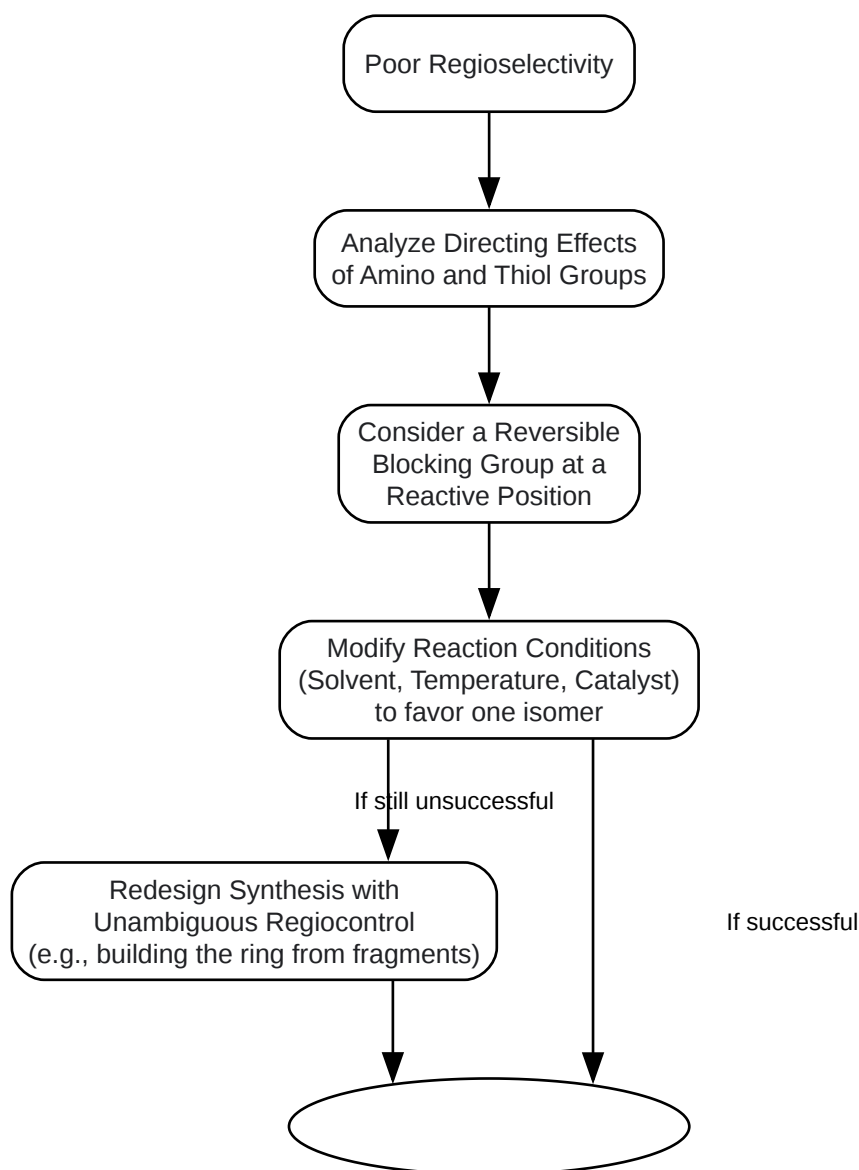 Poor Regioselectivity
Analyze Directing Effects
of Amino and Thiol Groups
Consider a Reversible
Blocking Group at a
Reactive Position
Modify Reaction Conditions
(Solvent, Temperature, Catalyst)
to favor one isomer
If still unsuccessful
Redesign Synthesis with
Unambiguous Regiocontrol
(e.g., building the ring from fragments)
If successful